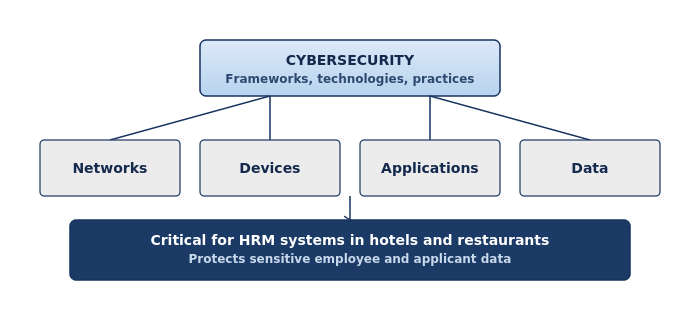 CYBERSECURITY
Frameworks, technologies, practices
Networks
Devices
Applications
Data
Critical for HRM systems in hotels and restaurants
Protects sensitive employee and applicant data